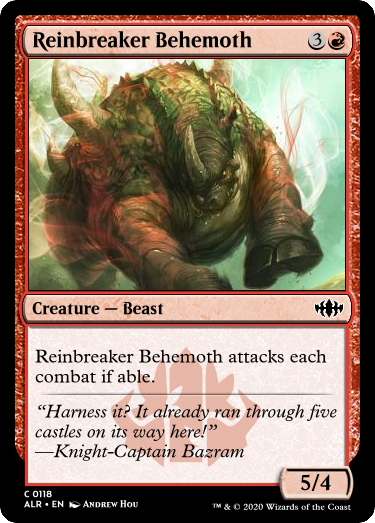 Reinbreaker Behemoth 3
Creature — Beast
Reinbreaker Behemoth attacks each
combat if able.
“Harness it? It already ran through five
castles on its way here!”
—Knight-Captain Bazram
5/4
C 0118
ALR • EN Andrew Hou
™ & © 2020 Wizards of the Coast